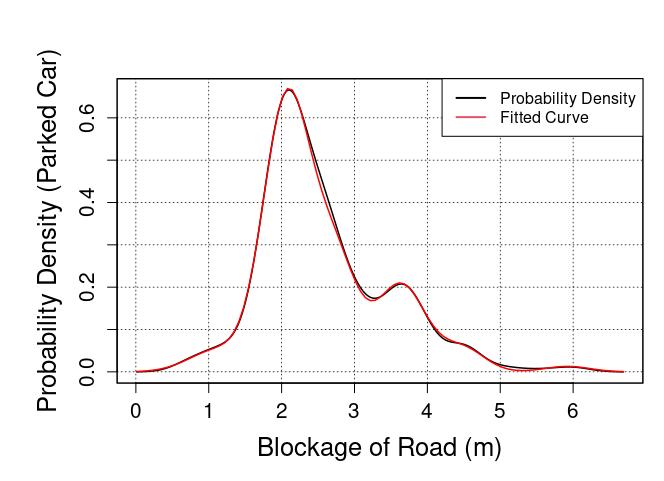 Probability Density (Parked Car)
0.0
0.2
0.4
0.6
Probability Density
Fitted Curve
0 1 2 3 4 5 6
Blockage of Road (m)